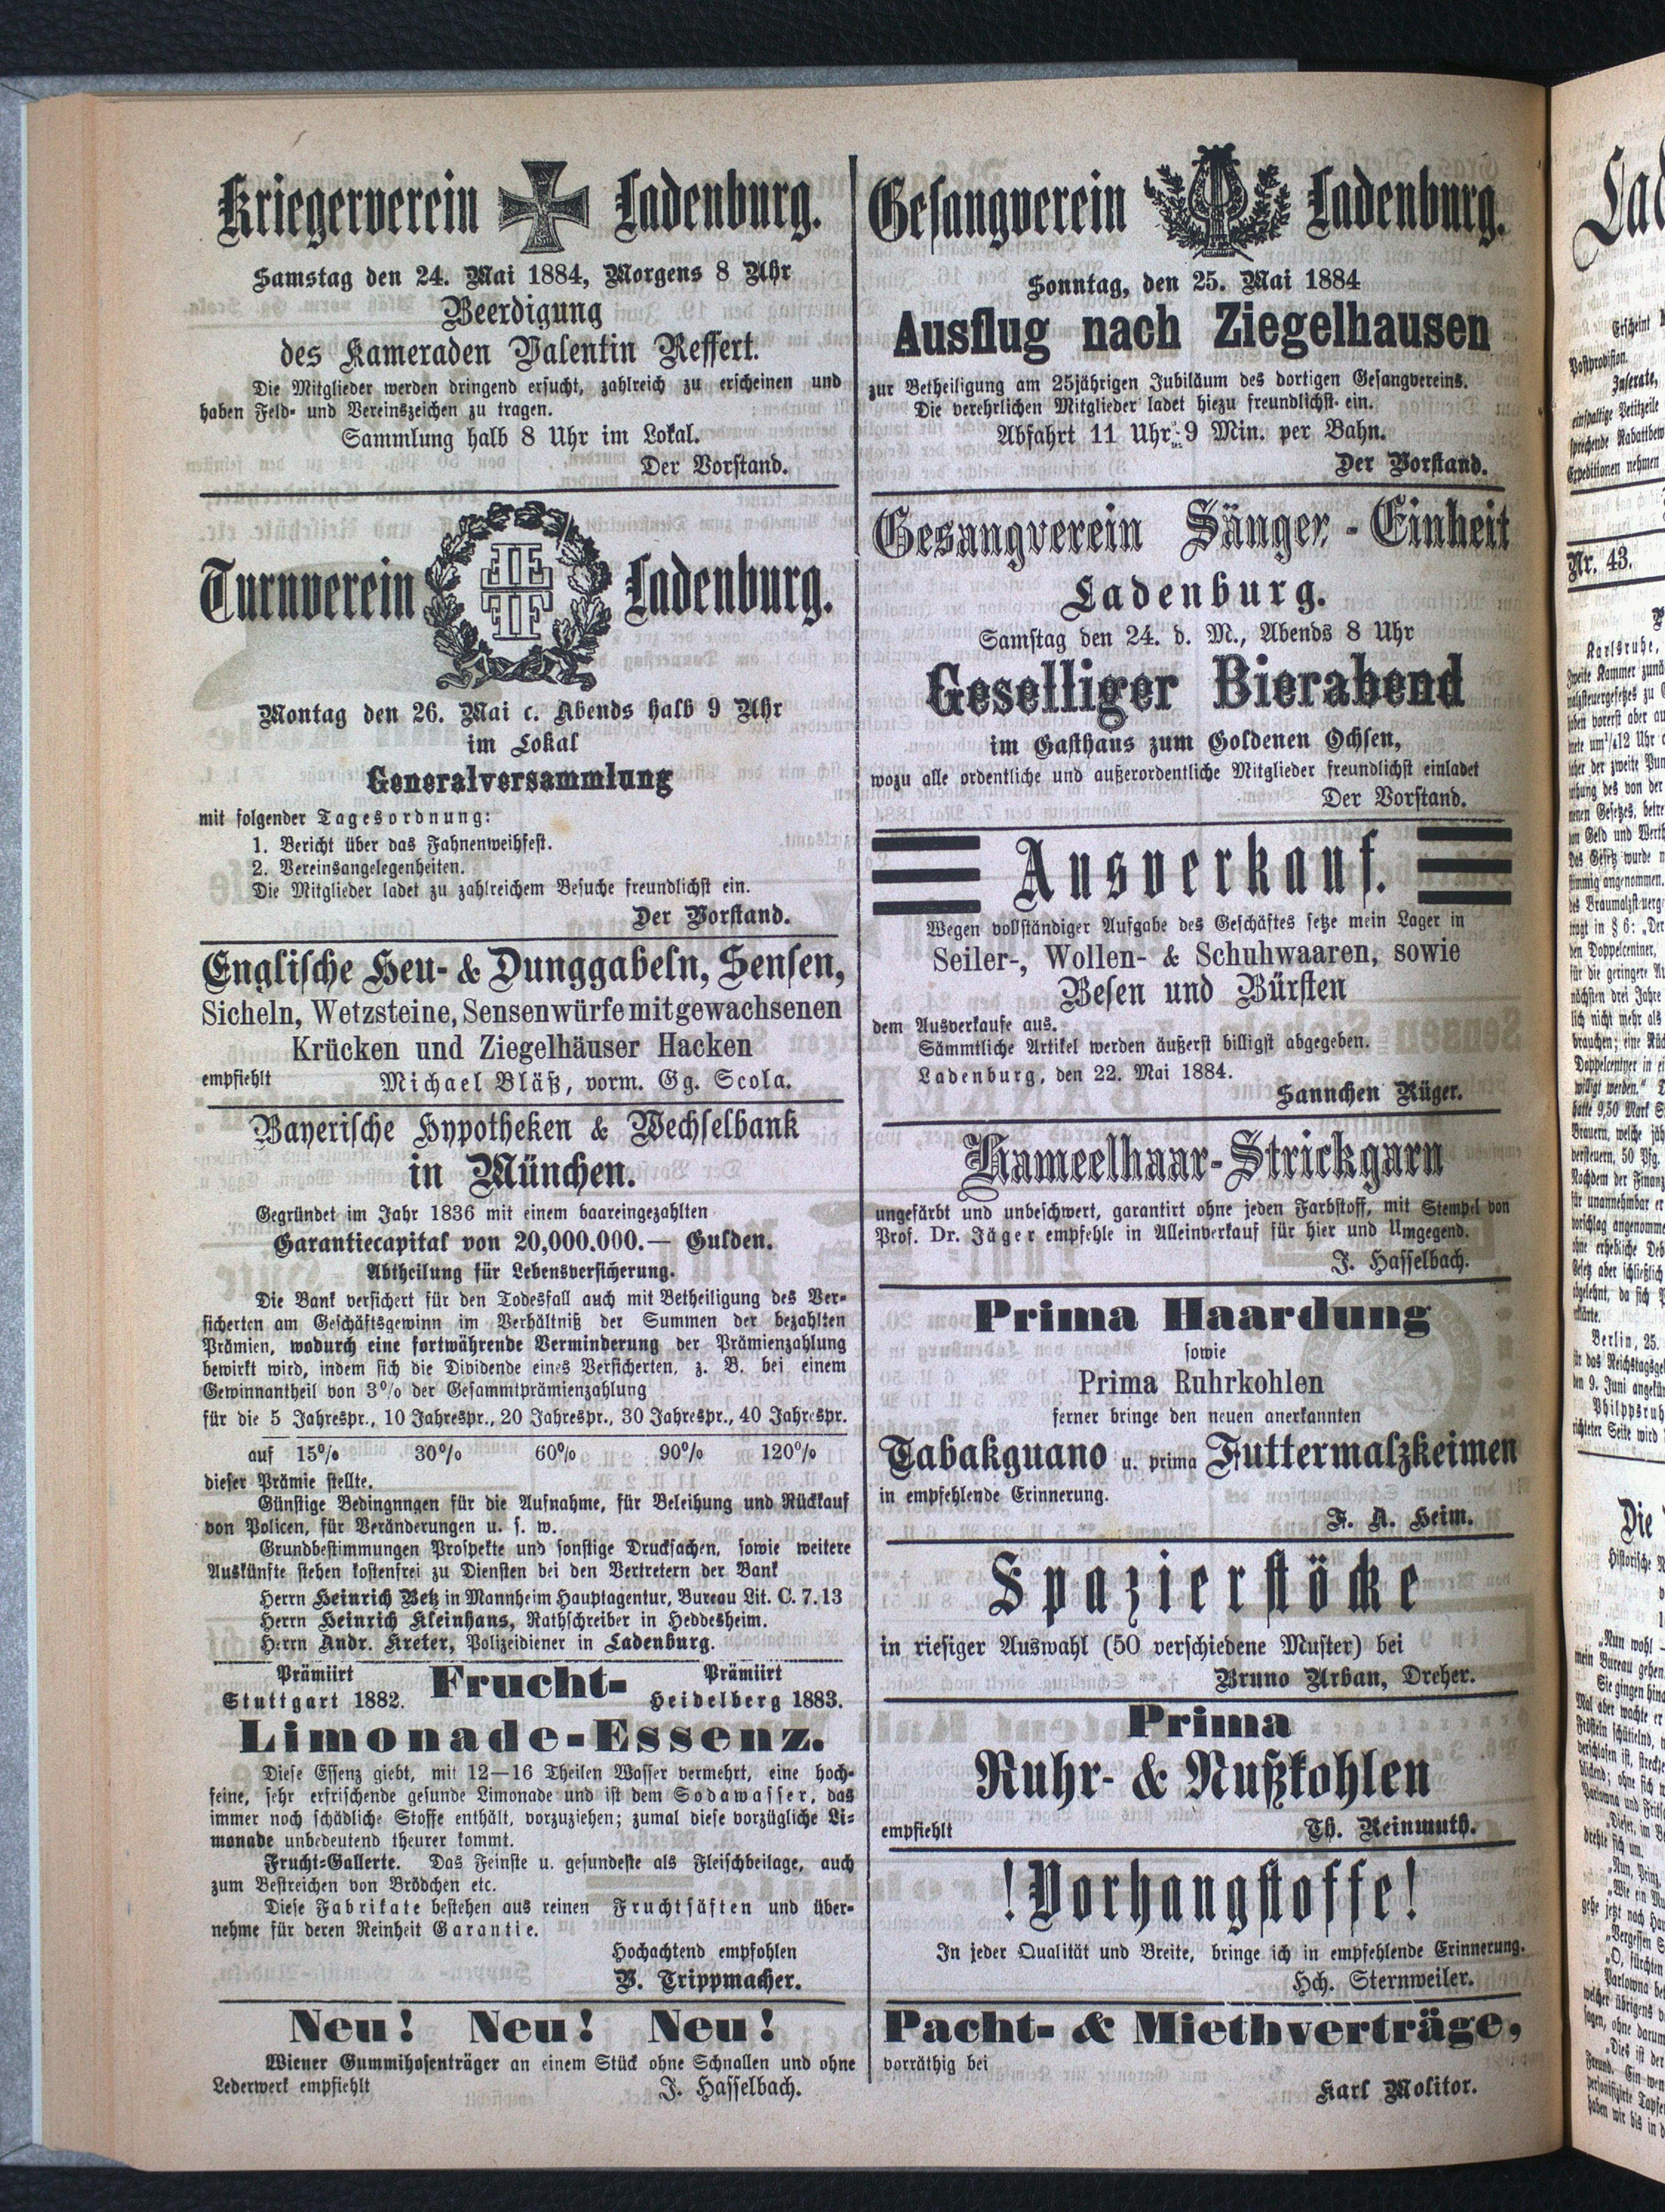 Kriegerverein Ladenburg.
Samstag den 24. Mai 1884, Morgens 8 Uhr
Beerdigung
des Kameraden Valentin Reffert.
Die Mitglieder werden dringend ersucht, zahlreich zu erscheinen und
haben Feld- und Vereinszeichen zu tragen.
Sammlung halb 8 Uhr im Lokal.
Der Vorstand.
Turnverein Ladenburg.
Montag den 26. Mai c. Abends halb 9 Uhr
im Lokal
Generalversammlung
mit folgender Tagesordnung:
1. Bericht über das Fahnenweihfest.
2. Vereinsangelegenheiten.
Die Mitglieder ladet zu zahlreichem Besuche freundlichst ein.
Der Vorstand.
Englische Heu- & Dunggabeln, Sensen,
Sicheln, Wetzsteine, Sensenwürfe mit gewachsenen
Krücken und Ziegelhäuser Hacken
empfiehlt Michael Bläß, vorm. Gg. Scola.
Bayerische Hypotheken & Wechselbank
in München.
Gegründet im Jahr 1836 mit einem baareingezahlten
Garantiecapital von 20,000.000.— Gulden.
Abtheilung für Lebensversicherung.
Die Bank versichert für den Todesfall auch mit Betheiligung des Ver-
sicherten am Geschäftsgewinn im Verhältniß der Summen der bezahlten
Prämien, wodurch eine fortwährende Verminderung der Prämienzahlung
bewirkt wird, indem sich die Dividende eines Versicherten, z. B. bei einem
Gewinnantheil von 3% der Gesammtprämienzahlung
für die 5 Jahrespr., 10 Jahrespr., 20 Jahrespr., 30 Jahrespr., 40 Jahrespr.
auf 15% 30% 60% 90% 120%
dieser Prämie stellte.
Günstige Bedingnngen für die Aufnahme, für Beleihung und Rückkauf
von Policen, für Veränderungen u. s. w.
Grundbestimmungen Prospekte und sonstige Drucksachen, sowie weitere
Auskünfte stehen kostenfrei zu Diensten bei den Vertretern der Bank
Herrn Heinrich Betz in Mannheim Hauptagentur, Bureau Lit. C. 7. 13
Herrn Heinrich Kleinhans, Rathschreiber in Heddesheim.
Herrn Andr. Kreter, Polizeidiener in Ladenburg.
Prämiirt Stuttgart 1882. Frucht- Prämiirt Heidelberg 1883.
Limonade-Essenz.
Diese Essenz giebt, mit 12—16 Theilen Wasser vermehrt, eine hoch-
feine, sehr erfrischende gesunde Limonade und ist dem Sodawasser, das
immer noch schädliche Stoffe enthält, vorzuziehen; zumal diese vorzügliche Li-
monade unbedeutend theurer kommt.
Frucht-Gallerte. Das Feinste u. gesundeste als Fleischbeilage, auch
zum Bestreichen von Brödchen etc.
Diese Fabrikate bestehen aus reinen Fruchtsäften und über-
nehme für deren Reinheit Garantie.
Hochachtend empfohlen
B. Trippmacher.
Neu! Neu! Neu!
Wiener Gummihosenträger an einem Stück ohne Schnallen und ohne
Lederwerk empfiehlt J. Hasselbach.
Gesangverein Ladenburg.
Sonntag, den 25. Mai 1884
Ausflug nach Ziegelhausen
zur Betheiligung am 25jährigen Jubiläum des dortigen Gesangvereins.
Die verehrlichen Mitglieder ladet hiezu freundlichst ein.
Abfahrt 11 Uhr 9 Min. per Bahn.
Der Vorstand.
Gesangverein Sänger-Einheit
Ladenburg.
Samstag den 24. d. M., Abends 8 Uhr
Geselliger Bierabend
im Gasthaus zum Goldenen Ochsen,
wozu alle ordentliche und außerordentliche Mitglieder freundlichst einladet
Der Vorstand.
Ausverkauf.
Wegen vollständiger Aufgabe des Geschäftes setze mein Lager in
Seiler-, Wollen- & Schuhwaaren, sowie
Besen und Bürsten
dem Ausverkaufe aus.
Sämmtliche Artikel werden äußerst billigst abgegeben.
Ladenburg, den 22. Mai 1884.
Sannchen Rüger.
Kameelhaar-Strickgarn
ungefärbt und unbeschwert, garantirt ohne jeden Farbstoff, mit Stempel von
Prof. Dr. Jäger empfehle in Alleinverkauf für hier und Umgegend.
J. Hasselbach.
Prima Haardung
sowie
Prima Ruhrkohlen
ferner bringe den neuen anerkannten
Tabakguano u. prima Futtermalzkeimen
in empfehlende Erinnerung.
F. A. Heim.
Spazierstöcke
in riesiger Auswahl (50 verschiedene Muster) bei
Bruno Urban, Dreher.
Prima
Ruhr- & Nußkohlen
empfiehlt Th. Reinmuth.
!Vorhangstoffe!
In jeder Qualität und Breite, bringe ich in empfehlende Erinnerung.
Hch. Sternweiler.
Pacht- & Miethverträge,
vorräthig bei
Karl Molitor.
Nr. 43.